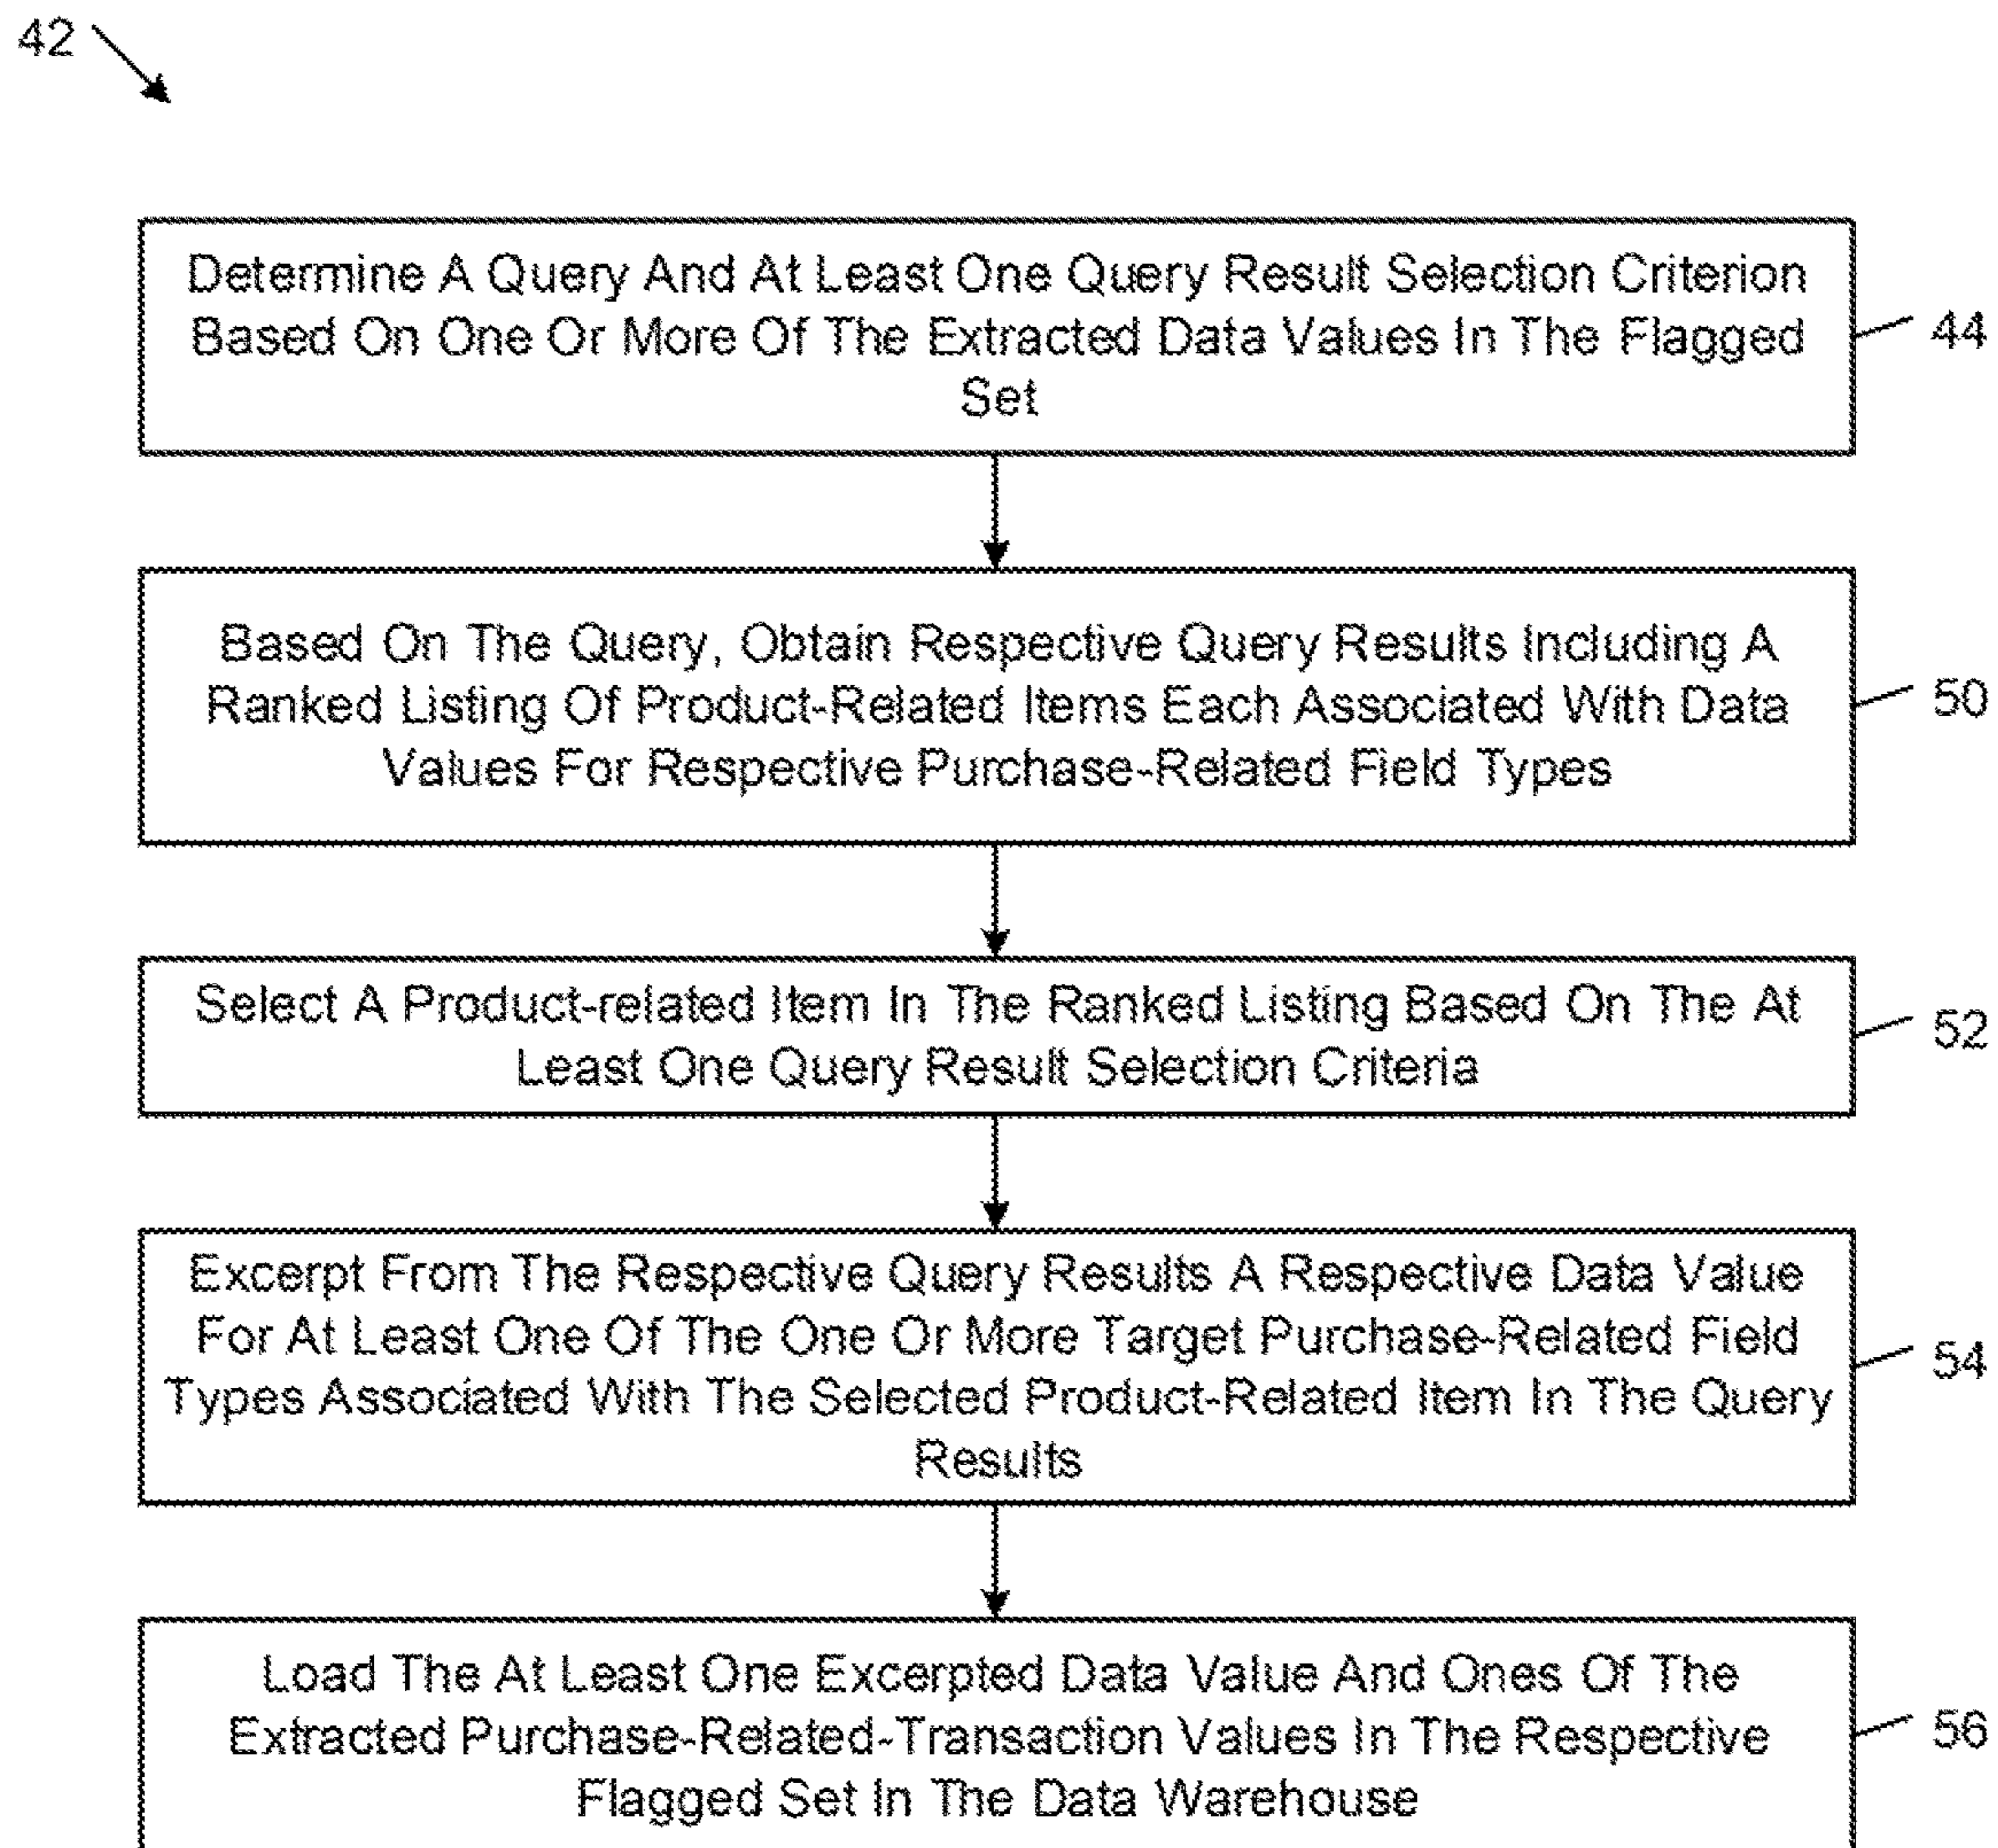 42
Determine A Query And At Least One Query Result Selection Criterion
Based On One Or More Of The Extracted Data Values In The Flagged
Set
44
Based On The Query, Obtain Respective Query Results Including A
Ranked Listing Of Product-Related Items Each Associated With Data
Values For Respective Purchase-Related Field Types
50
Select A Product-related Item In The Ranked Listing Based On The At
Least One Query Result Selection Criteria
52
Excerpt From The Respective Query Results A Respective Data Value
For At Least One Of The One Or More Target Purchase-Related Field
Types Associated With The Selected Product-Related Item In The Query
Results
54
Load The At Least One Excerpted Data Value And Ones Of The
Extracted Purchase-Related-Transaction Values In The Respective
Flagged Set In The Data Warehouse
56